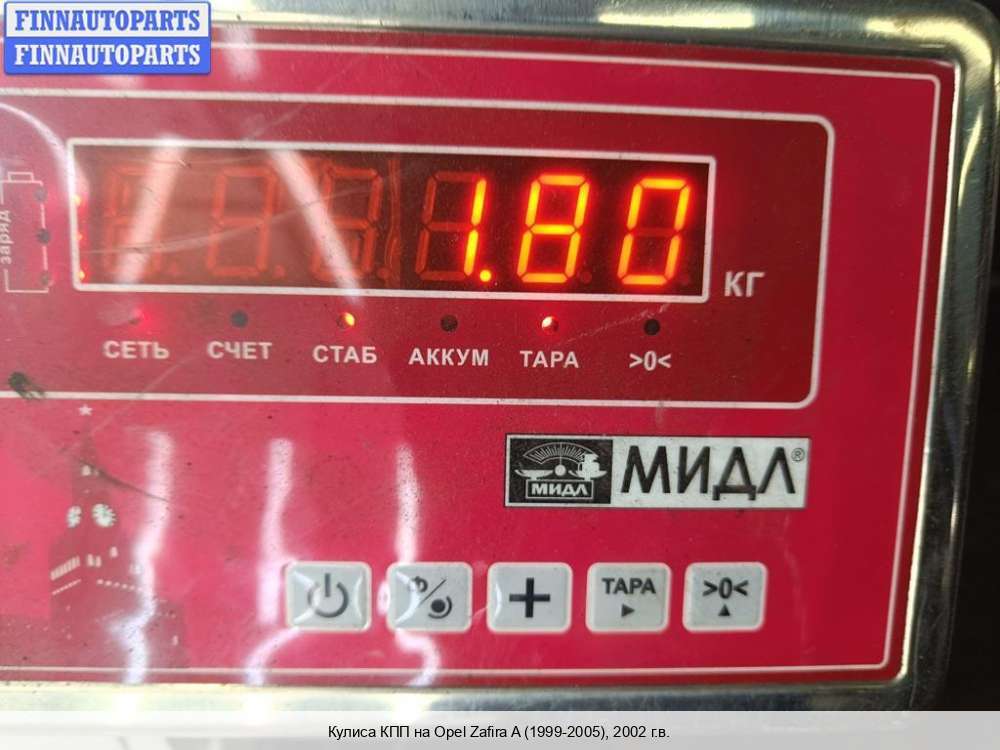 FINNAUTOPARTS
FINNAUTOPARTS
заряд
1.80
КГ
СЕТЬ СЧЕТ СТАБ АККУМ ТАРА >0<
МИДЛ МИДЛ®
Ф/ + ТАРА >0<
Кулиса КПП на Opel Zafira A (1999-2005), 2002 г.в.